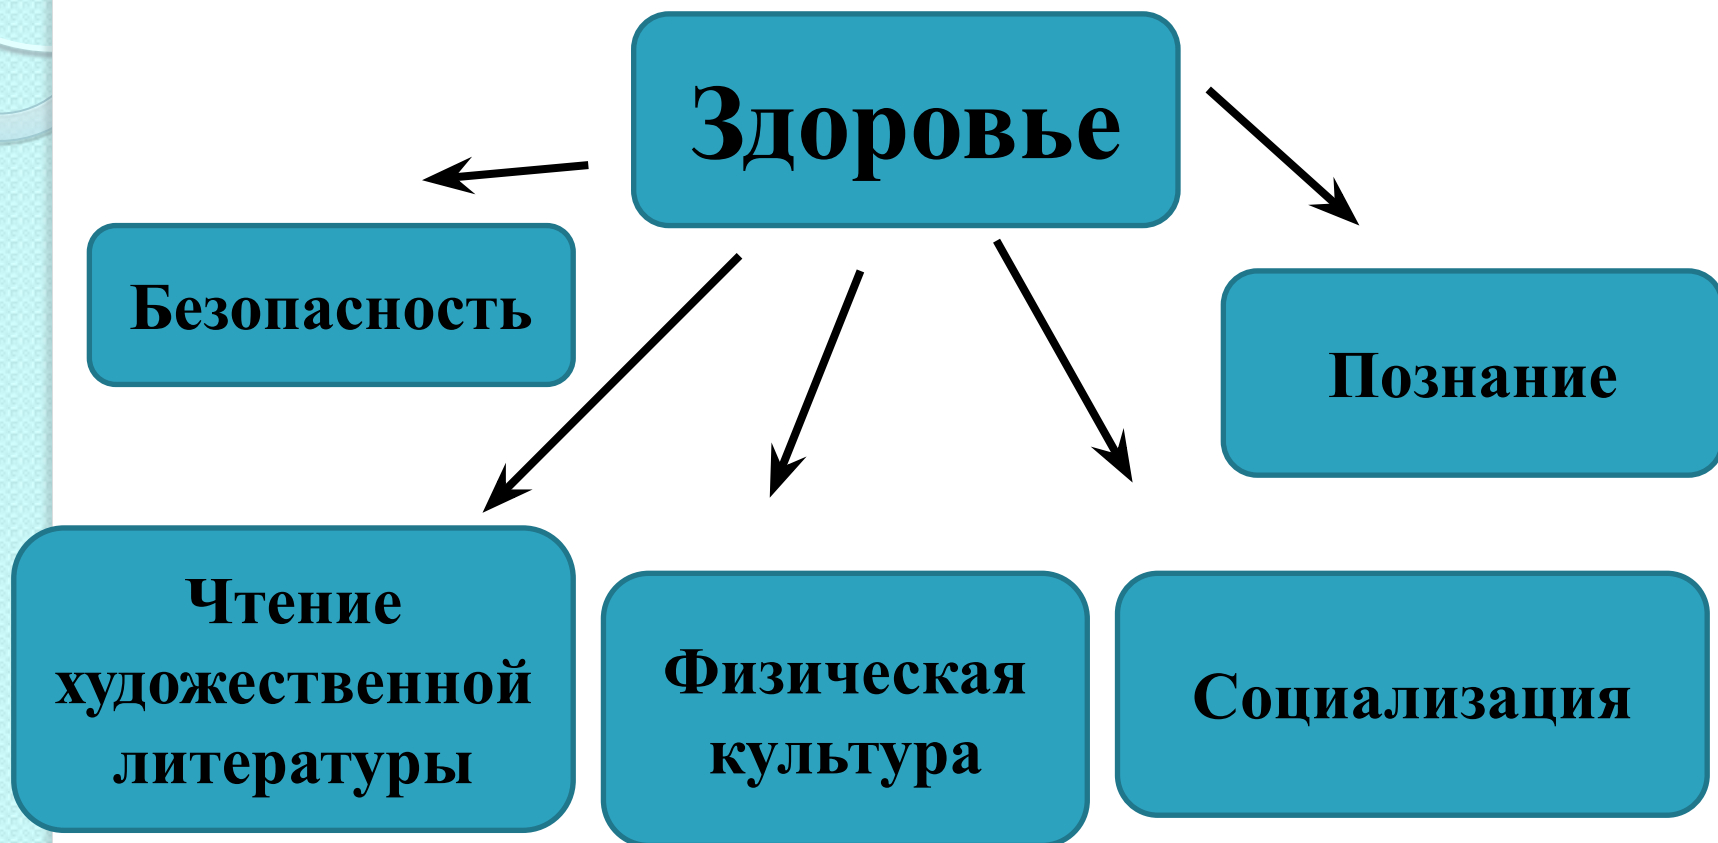 Здоровье
Безопасность
Познание
Чтение
художественной
литературы
Физическая
культура
Социализация